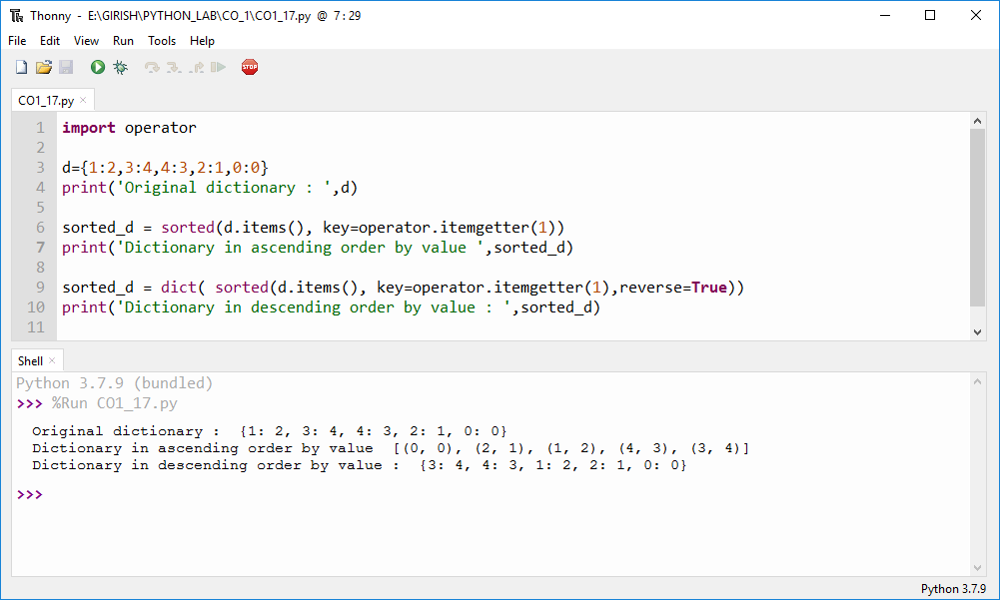 Thonny - E:\GIRISH\PYTHON_LAB\CO_1\CO1_17.py @ 7 : 29
File Edit View Run Tools Help
STOP
CO1_17.py ×
1 import operator
2
3 d={1:2,3:4,4:3,2:1,0:0}
4 print('Original dictionary : ',d)
5
6 sorted_d = sorted(d.items(), key=operator.itemgetter(1))
7 print('Dictionary in ascending order by value ',sorted_d)
8
9 sorted_d = dict( sorted(d.items(), key=operator.itemgetter(1),reverse=True))
10 print('Dictionary in descending order by value : ',sorted_d)
11
Shell ×
Python 3.7.9 (bundled)
>>> %Run CO1_17.py
Original dictionary :  {1: 2, 3: 4, 4: 3, 2: 1, 0: 0}
Dictionary in ascending order by value  [(0, 0), (2, 1), (1, 2), (4, 3), (3, 4)]
Dictionary in descending order by value :  {3: 4, 4: 3, 1: 2, 2: 1, 0: 0}
>>>
Python 3.7.9